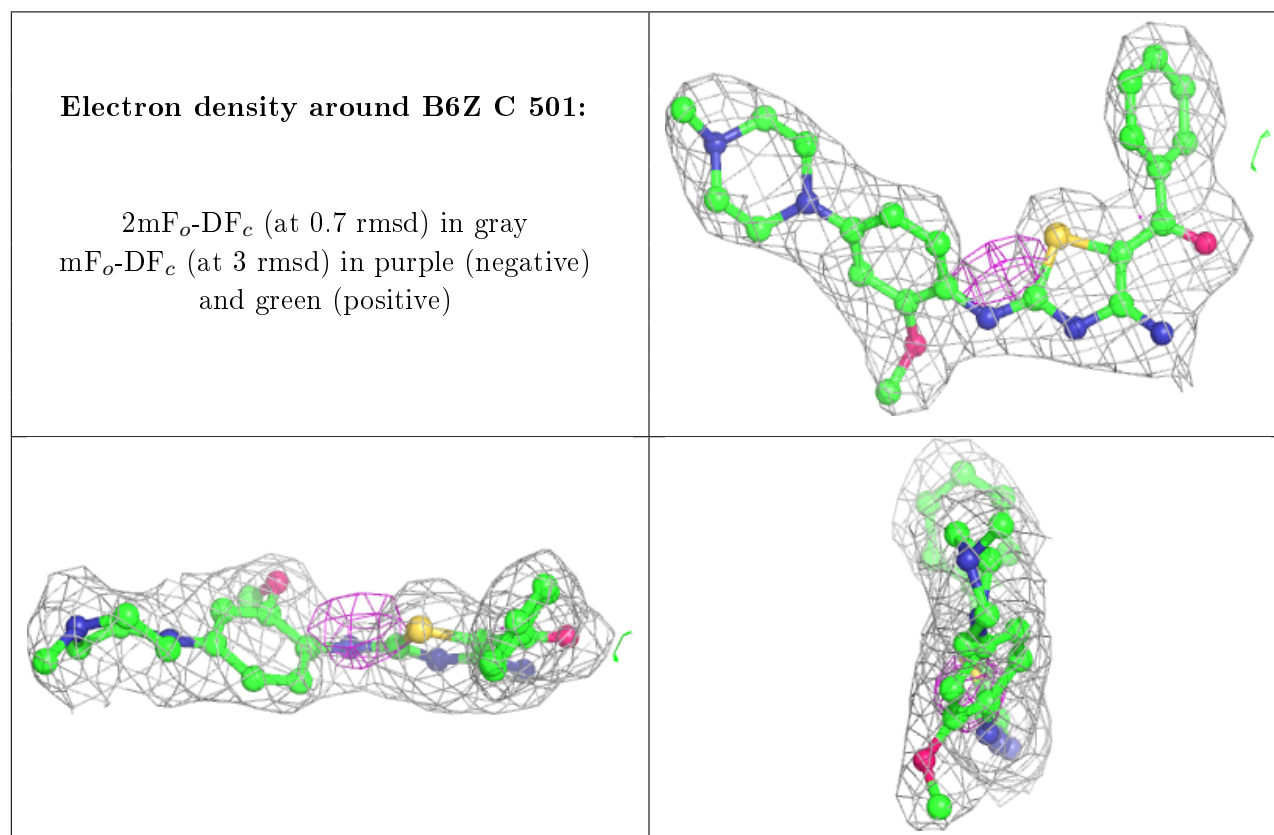 Electron density around B6Z C 501:
2mFₒ-DF𝒸 (at 0.7 rmsd) in gray
mFₒ-DF𝒸 (at 3 rmsd) in purple (negative)
and green (positive)